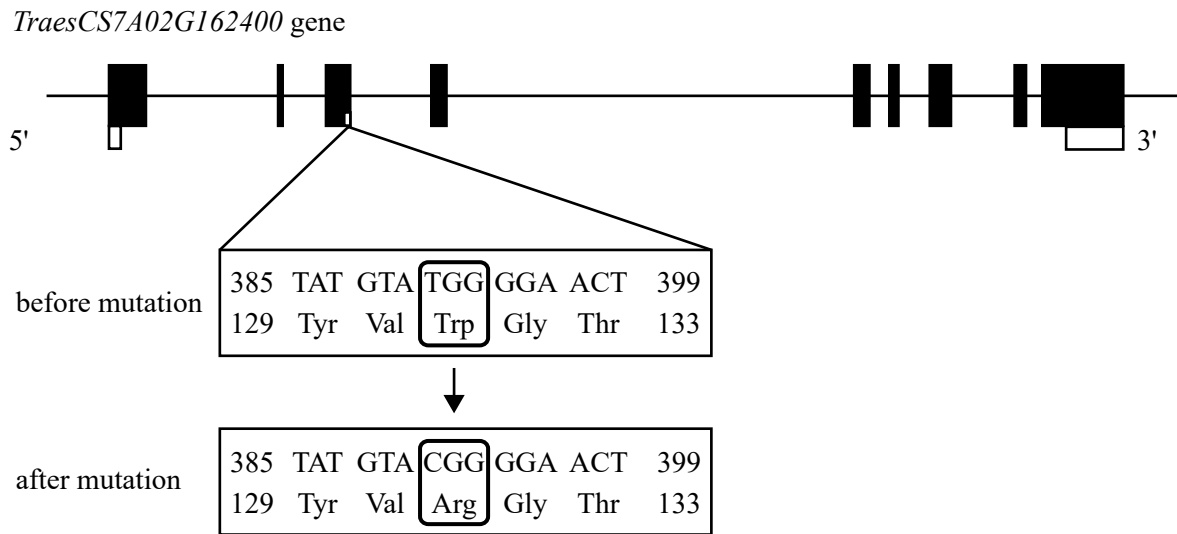 TraesCS7A02G162400 gene
5'
3'
before mutation
385 TAT GTA TGG GGA ACT 399
129 Tyr Val Trp Gly Thr 133
after mutation
385 TAT GTA CGG GGA ACT 399
129 Tyr Val Arg Gly Thr 133